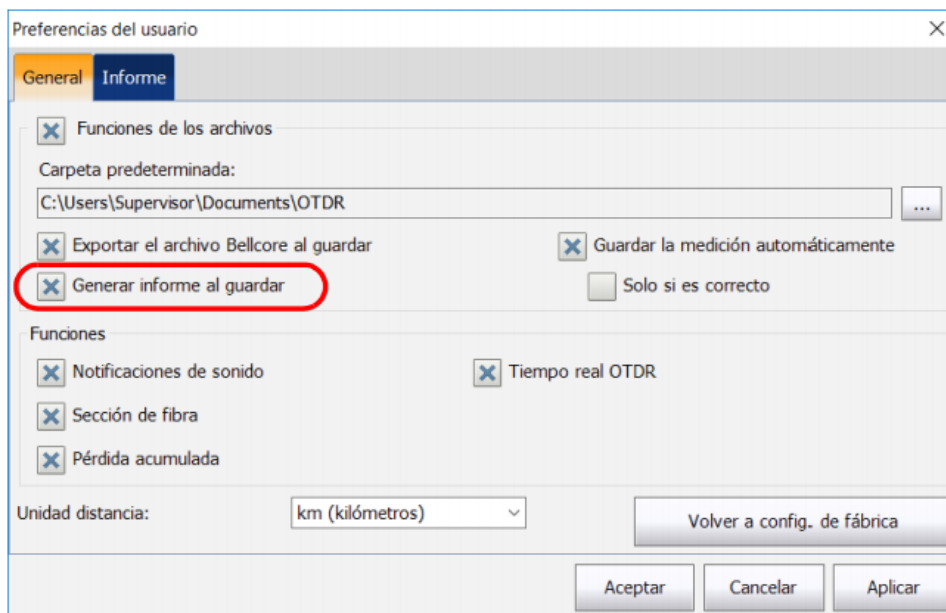 Preferencias del usuario
General Informe
Funciones de los archivos
Carpeta predeterminada:
C:\Users\Supervisor\Documents\OTDR ...
Exportar el archivo Bellcore al guardar Guardar la medición automáticamente
Generar informe al guardar Solo si es correcto
Funciones
Notificaciones de sonido Tiempo real OTDR
Sección de fibra
Pérdida acumulada
Unidad distancia: km (kilómetros) Volver a config. de fábrica
Aceptar Cancelar Aplicar